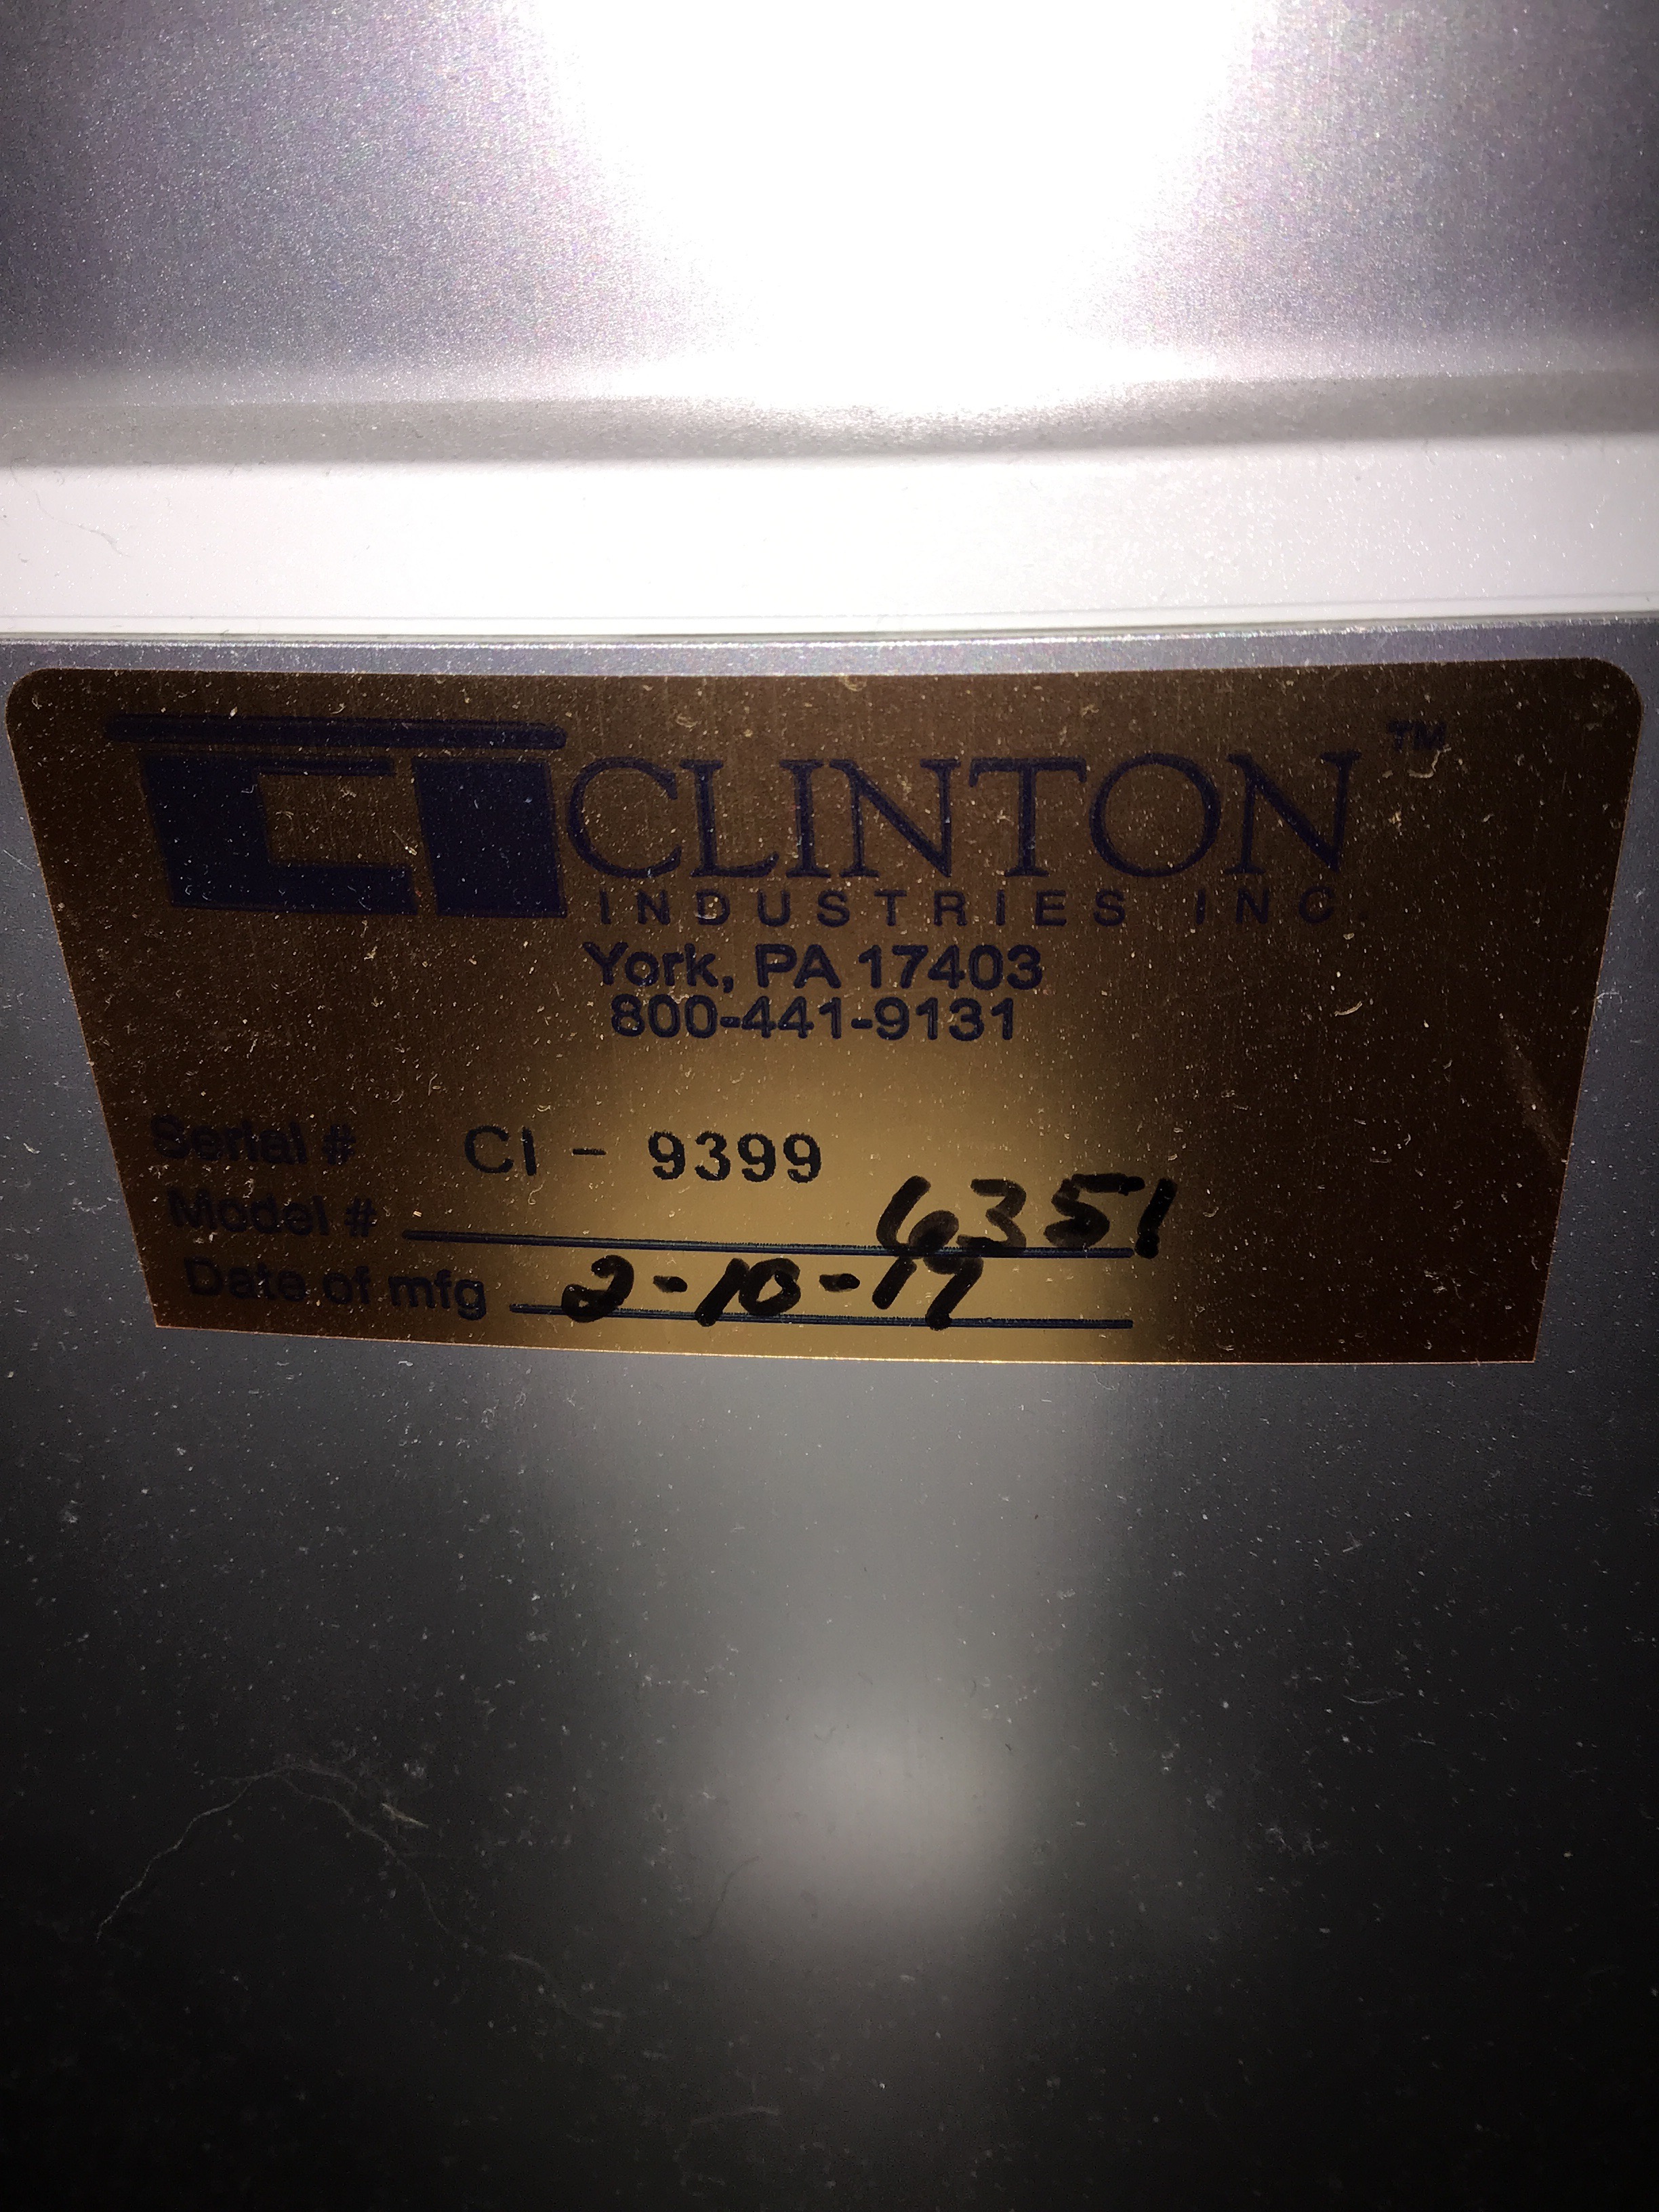 CI CLINTON™
INDUSTRIES INC
York, PA 17403
800-441-9131
Serial # CI - 9399
Model # 6351
Date of mfg 2-10-17